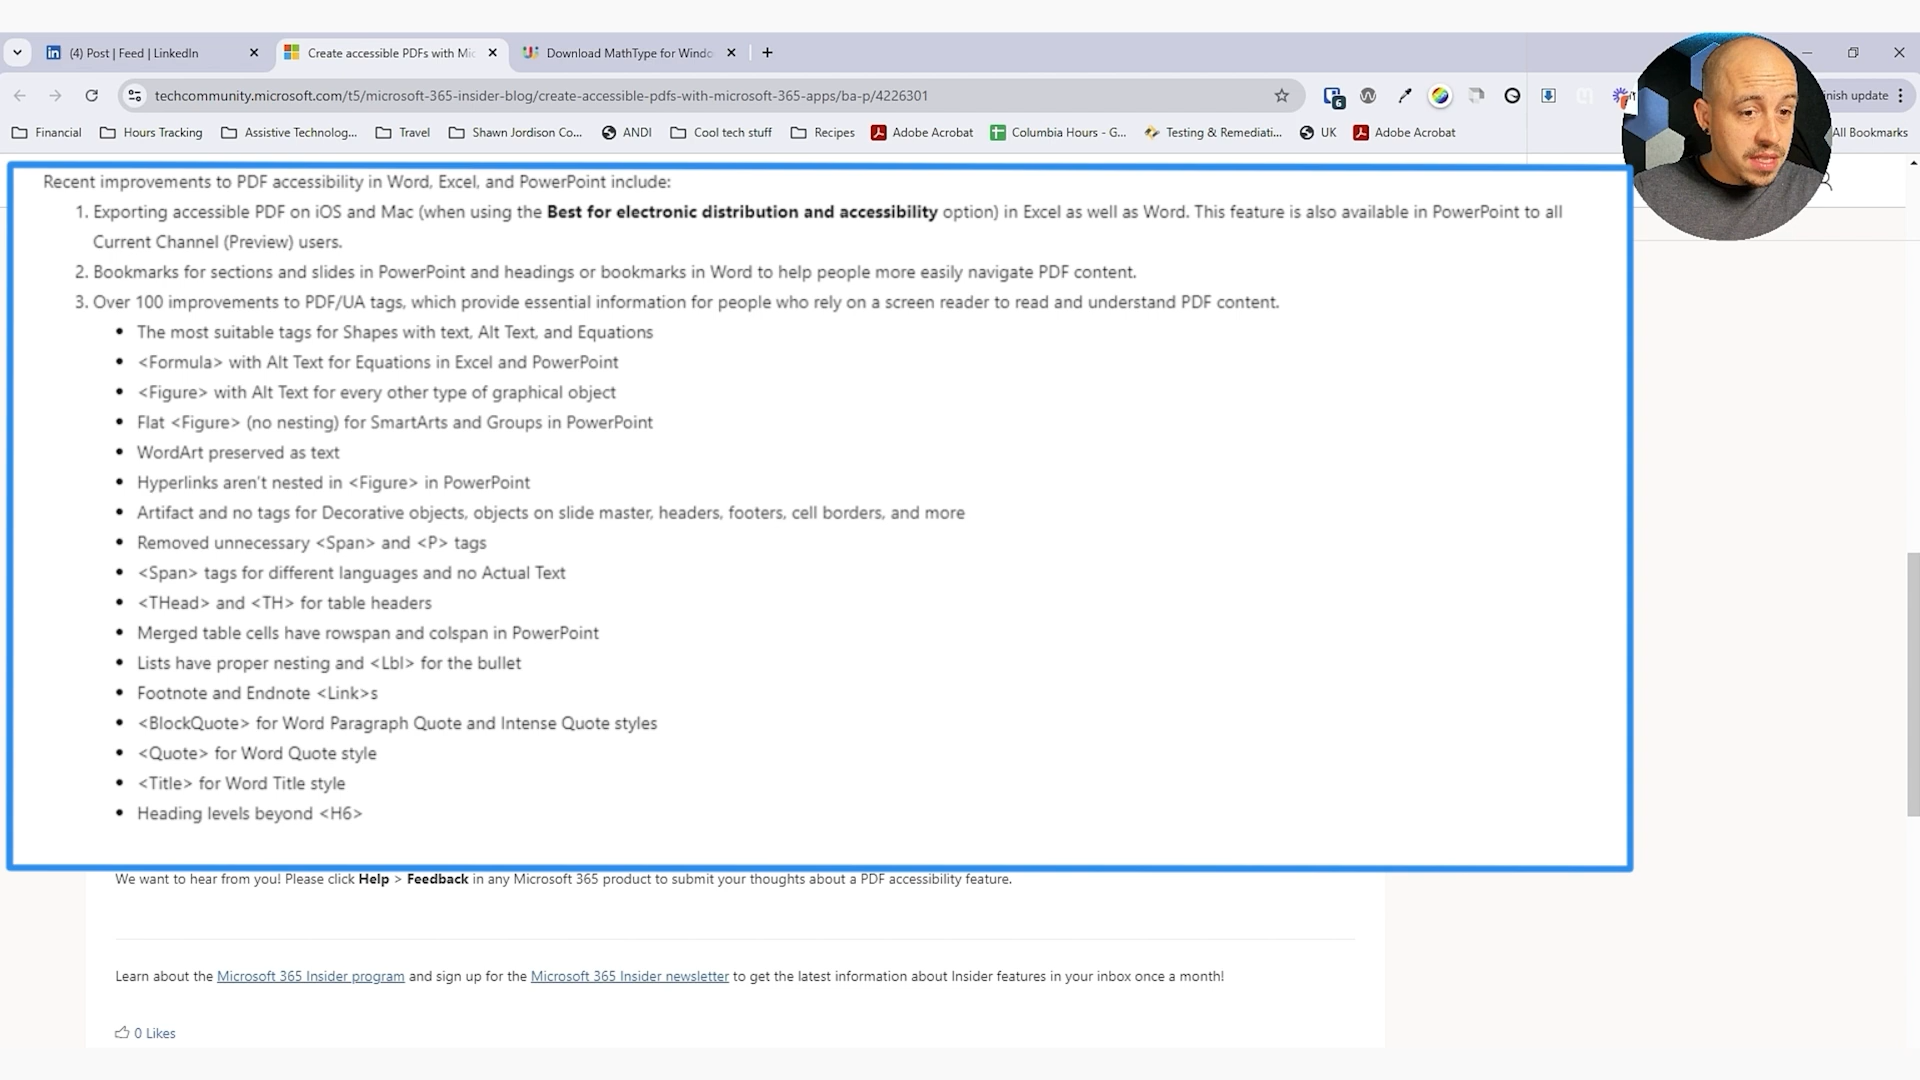 (4) Post | Feed | LinkedIn
Create accessible PDFs with Mic
Download MathType for Windo
techcommunity.microsoft.com/t5/microsoft-365-insider-blog/create-accessible-pdfs-with-microsoft-365-apps/ba-p/4226301
6
nish update
Financial
Hours Tracking
Assistive Technolog...
Travel
Shawn Jordison Co...
ANDI
Cool tech stuff
Recipes
Adobe Acrobat
Columbia Hours - G...
Testing & Remediati...
UK
Adobe Acrobat
All Bookmarks
Recent improvements to PDF accessibility in Word, Excel, and PowerPoint include:
1. Exporting accessible PDF on iOS and Mac (when using the Best for electronic distribution and accessibility option) in Excel as well as Word. This feature is also available in PowerPoint to all
Current Channel (Preview) users.
2. Bookmarks for sections and slides in PowerPoint and headings or bookmarks in Word to help people more easily navigate PDF content.
3. Over 100 improvements to PDF/UA tags, which provide essential information for people who rely on a screen reader to read and understand PDF content.
• The most suitable tags for Shapes with text, Alt Text, and Equations
• <Formula> with Alt Text for Equations in Excel and PowerPoint
• <Figure> with Alt Text for every other type of graphical object
• Flat <Figure> (no nesting) for SmartArts and Groups in PowerPoint
• WordArt preserved as text
• Hyperlinks aren't nested in <Figure> in PowerPoint
• Artifact and no tags for Decorative objects, objects on slide master, headers, footers, cell borders, and more
• Removed unnecessary <Span> and <P> tags
• <Span> tags for different languages and no Actual Text
• <THead> and <TH> for table headers
• Merged table cells have rowspan and colspan in PowerPoint
• Lists have proper nesting and <Lbl> for the bullet
• Footnote and Endnote <Link>s
• <BlockQuote> for Word Paragraph Quote and Intense Quote styles
• <Quote> for Word Quote style
• <Title> for Word Title style
• Heading levels beyond <H6>
We want to hear from you! Please click Help > Feedback in any Microsoft 365 product to submit your thoughts about a PDF accessibility feature.
Learn about the Microsoft 365 Insider program and sign up for the Microsoft 365 Insider newsletter to get the latest information about Insider features in your inbox once a month!
0 Likes